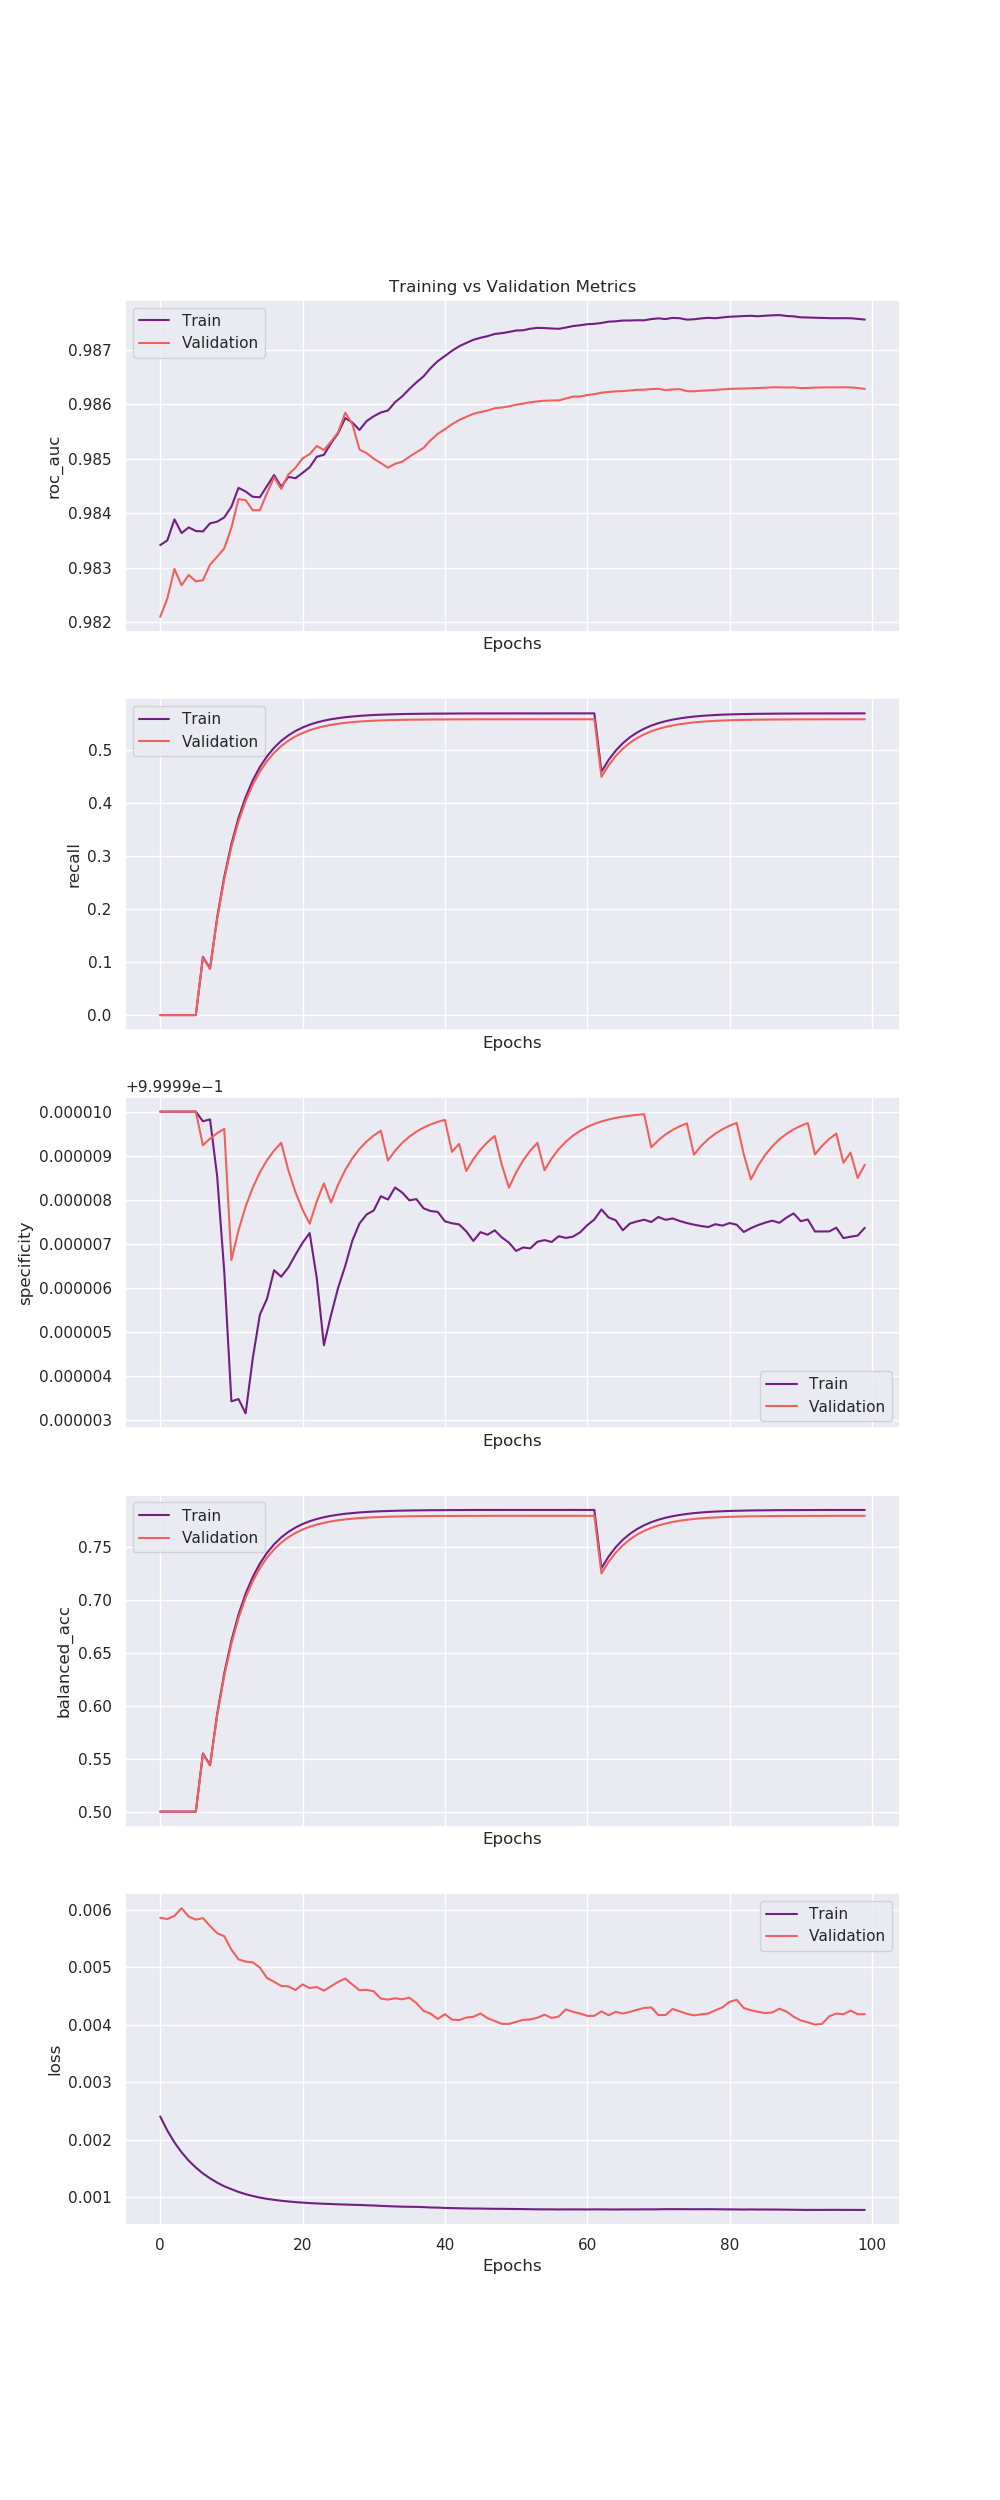 Training vs Validation Metrics
Train
Validation
0.987
0.986
0.985
0.984
0.983
0.982
roc_auc
Epochs
Train
Validation
0.5
0.4
0.3
0.2
0.1
0.0
recall
Epochs
+9.9999e−1
0.000010
0.000009
0.000008
0.000007
0.000006
0.000005
0.000004
0.000003
specificity
Train
Validation
Epochs
Train
Validation
0.75
0.70
0.65
0.60
0.55
0.50
balanced_acc
Epochs
Train
Validation
0.006
0.005
0.004
0.003
0.002
0.001
loss
0 20 40 60 80 100
Epochs